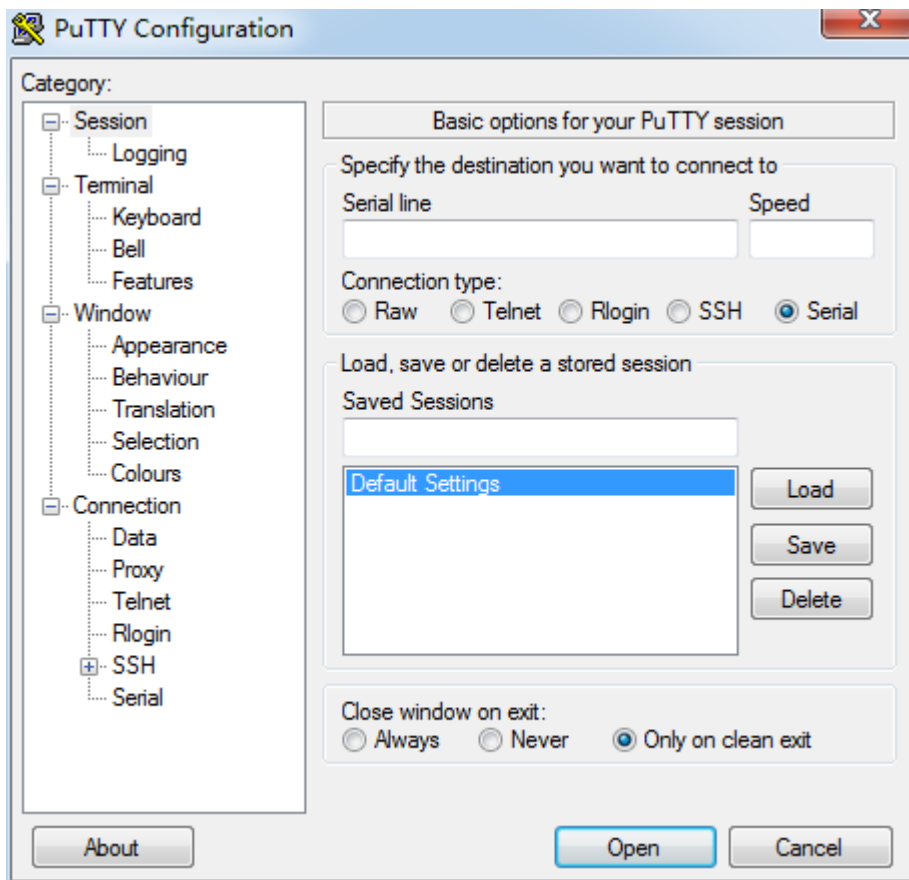 PuTTY Configuration
Category:
Session
Logging
Terminal
Keyboard
Bell
Features
Window
Appearance
Behaviour
Translation
Selection
Colours
Connection
Data
Proxy
Telnet
Rlogin
SSH
Serial
Basic options for your PuTTY session
Specify the destination you want to connect to
Serial line Speed
Connection type:
Raw Telnet Rlogin SSH Serial
Load, save or delete a stored session
Saved Sessions
Default Settings
Load
Save
Delete
Close window on exit:
Always Never Only on clean exit
About Open Cancel